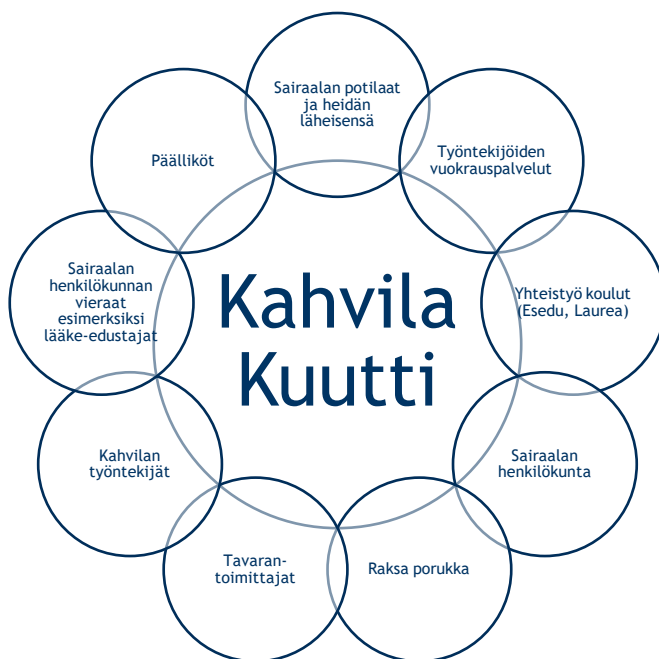 Sairaalan potilaat
ja heidän
läheisensä
Työntekijöiden
vuokrauspalvelut
Yhteistyö koulut
(Esedu, Laurea)
Sairaalan
henkilökunta
Raksa porukka
Tavaran-
toimittajat
Kahvilan
työntekijät
Sairaalan
henkilökunnan
vieraat
esimerksiksi
lääke-edustajat
Päälliköt
Kahvila
Kuutti